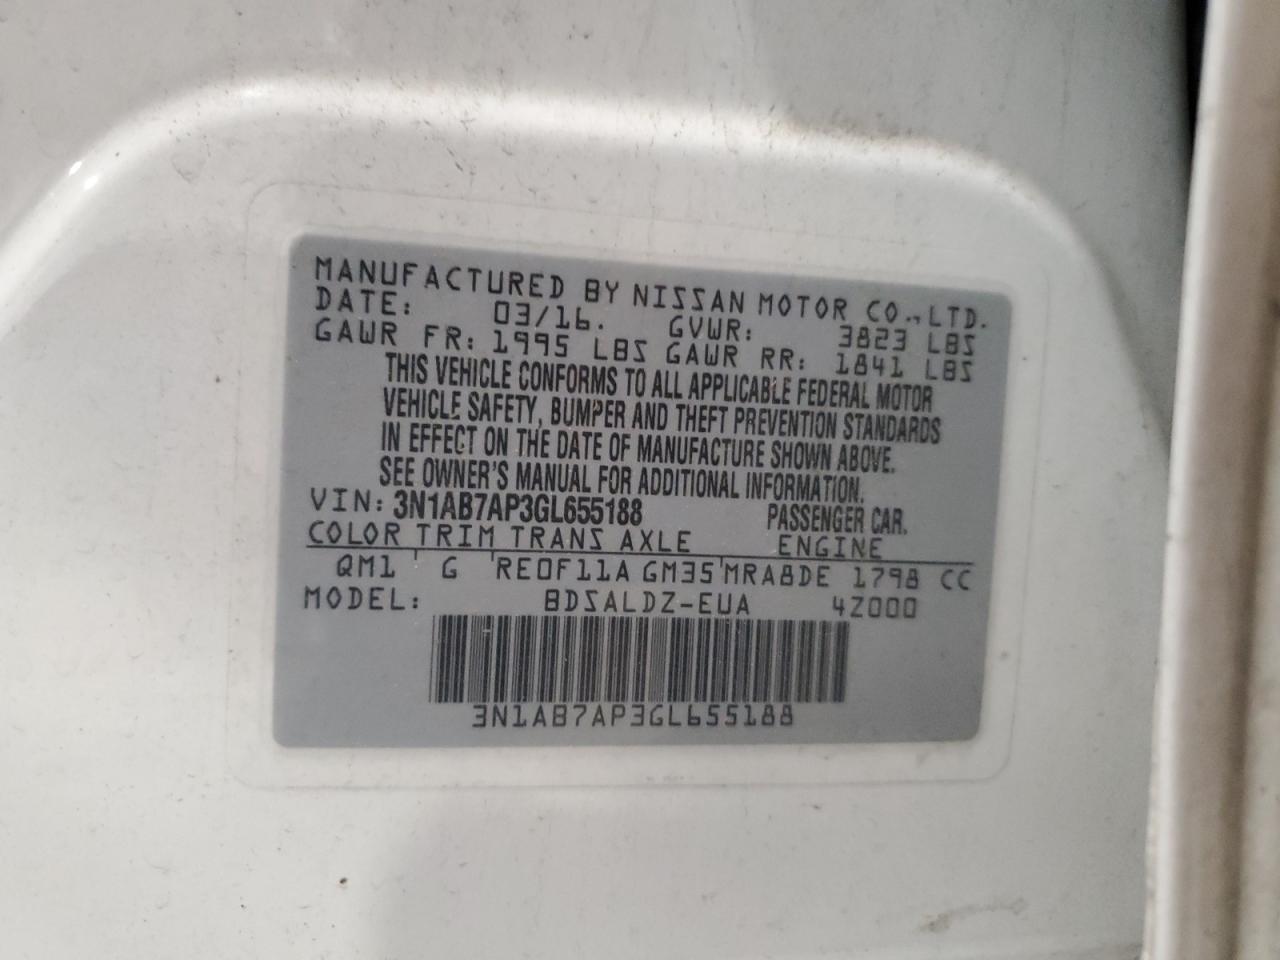 MANUFACTURED BY NISSAN MOTOR CO.,LTD.
DATE: 03/16. GVWR: 3823 LBS
GAWR FR: 1995 LBS GAWR RR: 1841 LBS
THIS VEHICLE CONFORMS TO ALL APPLICABLE FEDERAL MOTOR
VEHICLE SAFETY, BUMPER AND THEFT PREVENTION STANDARDS
IN EFFECT ON THE DATE OF MANUFACTURE SHOWN ABOVE.
SEE OWNER'S MANUAL FOR ADDITIONAL INFORMATION.
VIN: 3N1AB7AP3GL655188 PASSENGER CAR.
COLOR TRIM TRANS AXLE ENGINE
QM1 G RE0F11A GM35 MRA8DE 1798 CC
MODEL: BDSALDZ-EUA 4Z000
3N1AB7AP3GL655188